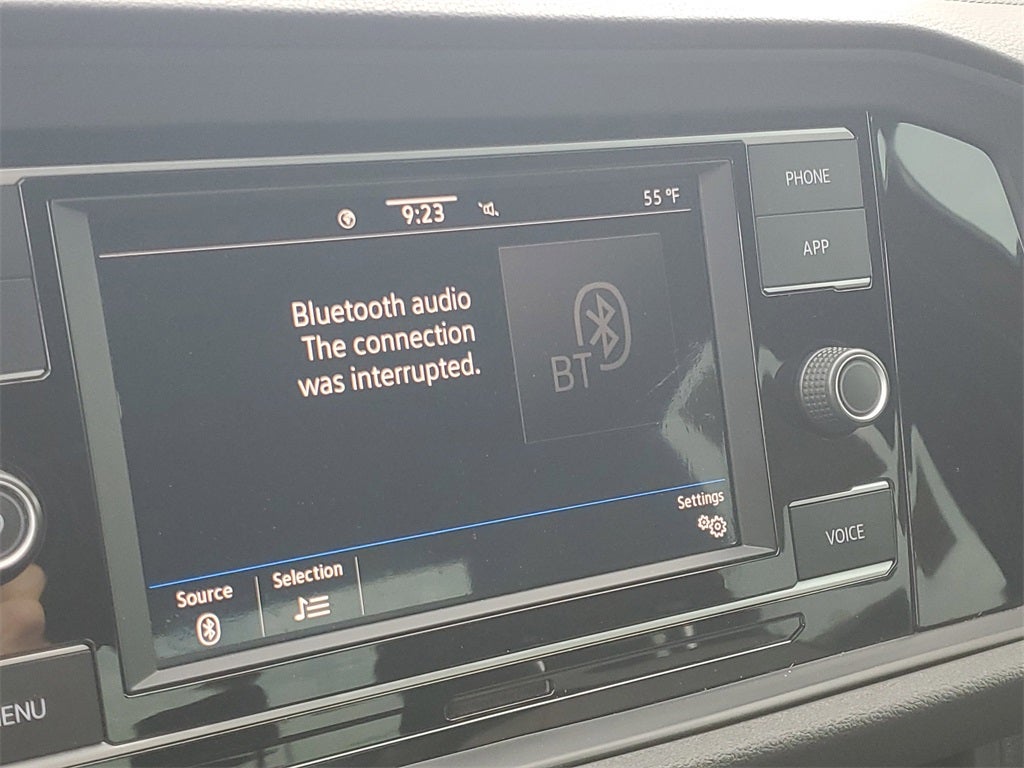 9:23
55 °F
PHONE
APP
Bluetooth audio
The connection
was interrupted.
BT
Settings
Source
Selection
VOICE
ENU